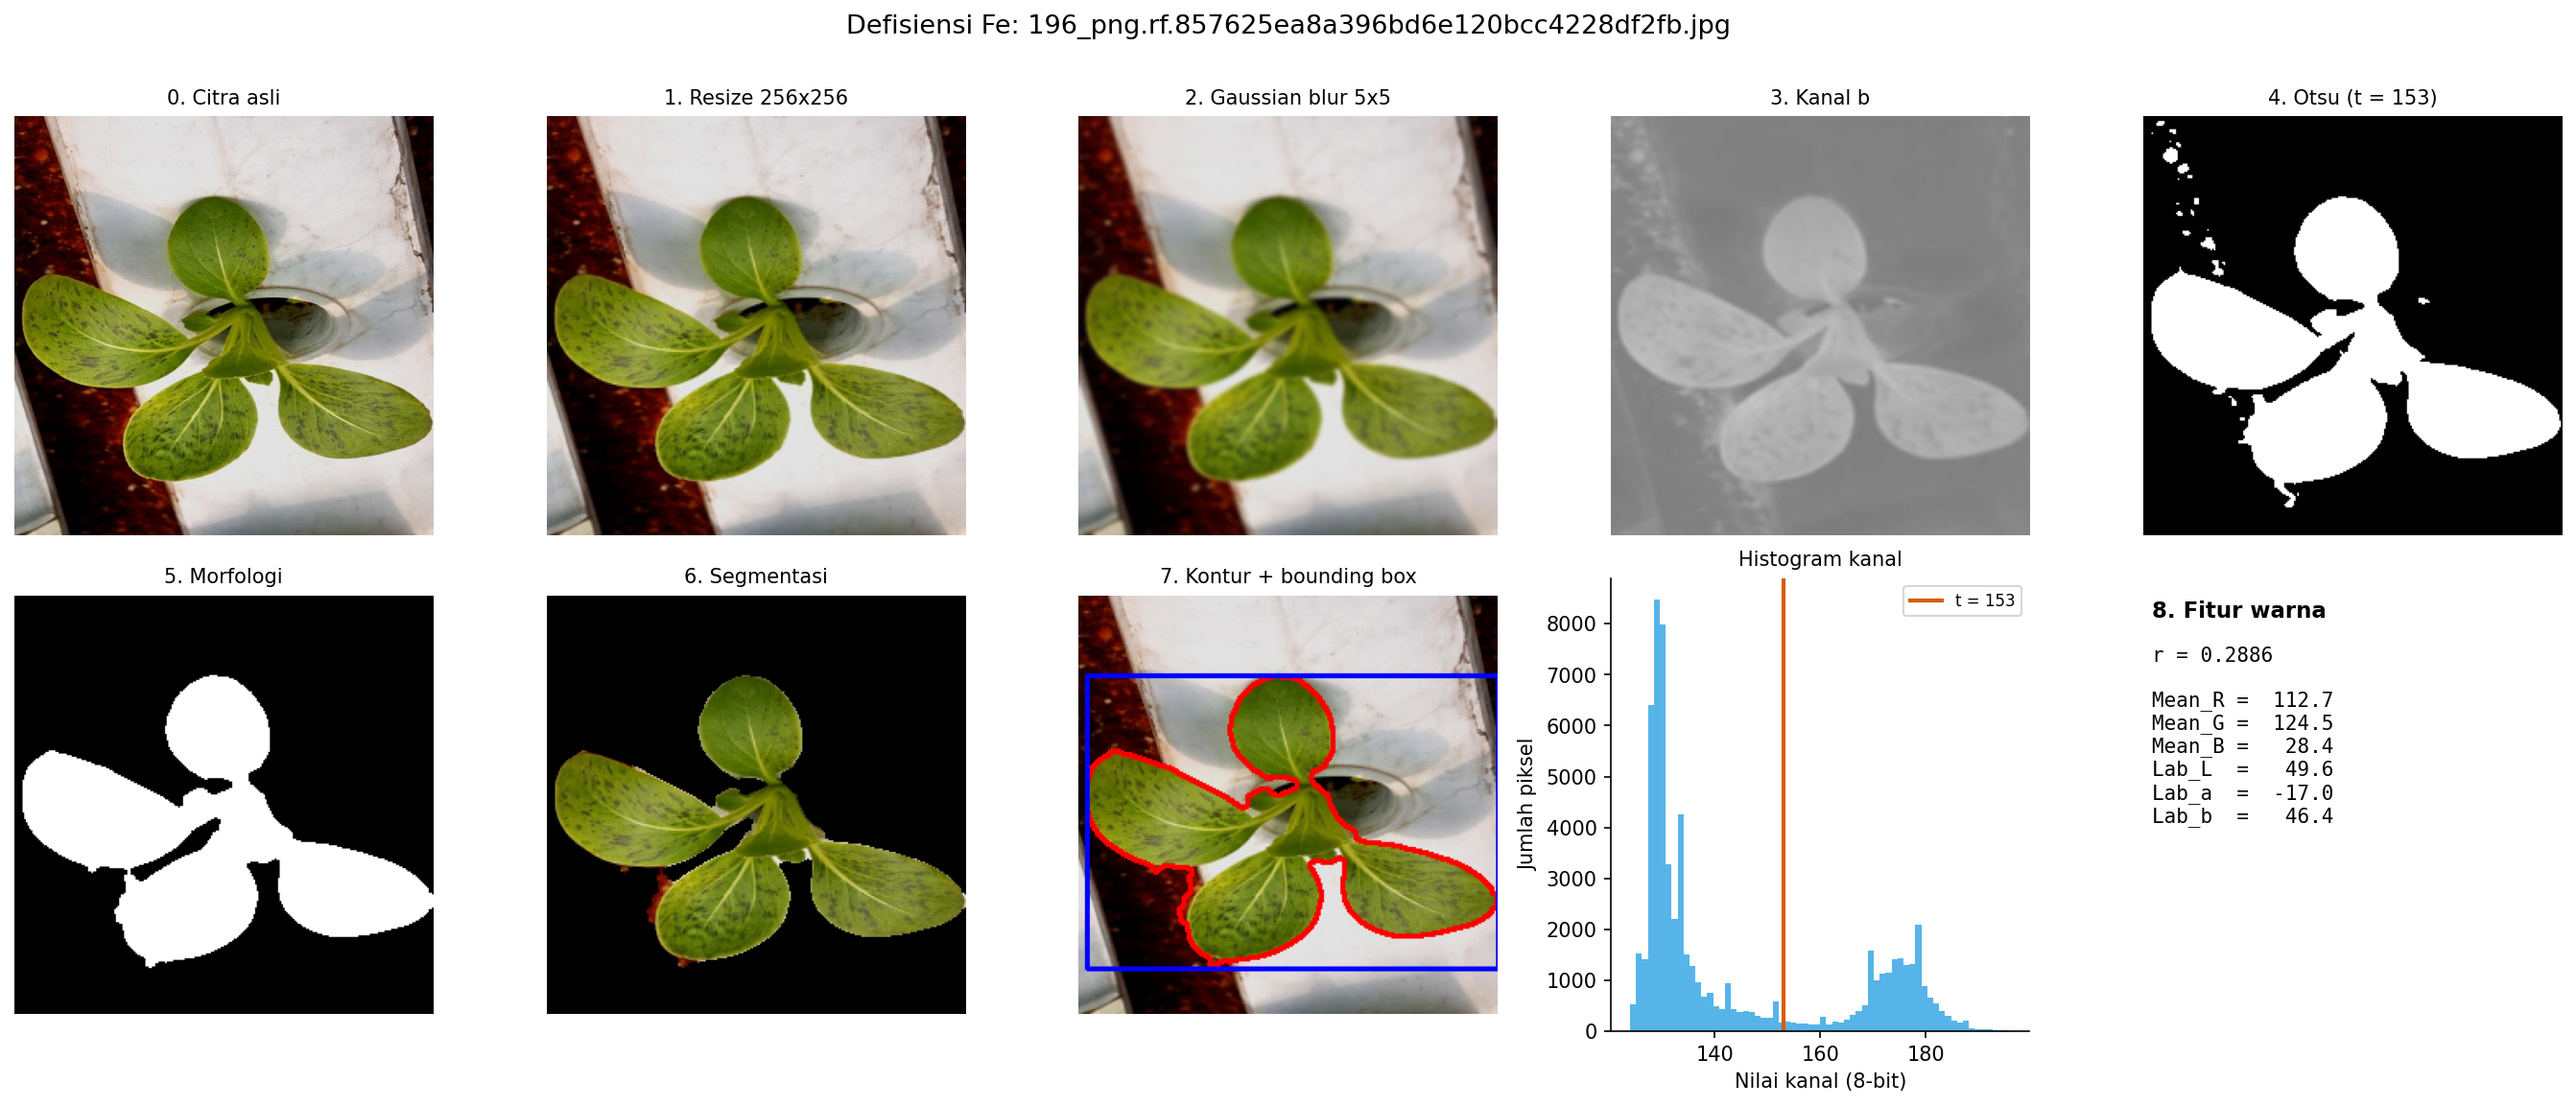 Defisiensi Fe: 196_png.rf.857625ea8a396bd6e120bcc4228df2fb.jpg
0. Citra asli
1. Resize 256x256
2. Gaussian blur 5x5
3. Kanal b
4. Otsu (t = 153)
5. Morfologi
6. Segmentasi
7. Kontur + bounding box
Histogram kanal
t = 153
Jumlah piksel
8000
7000
6000
5000
4000
3000
2000
1000
0
140
160
180
Nilai kanal (8-bit)
8. Fitur warna
r = 0.2886
Mean_R = 112.7
Mean_G = 124.5
Mean_B = 28.4
Lab_L = 49.6
Lab_a = -17.0
Lab_b = 46.4